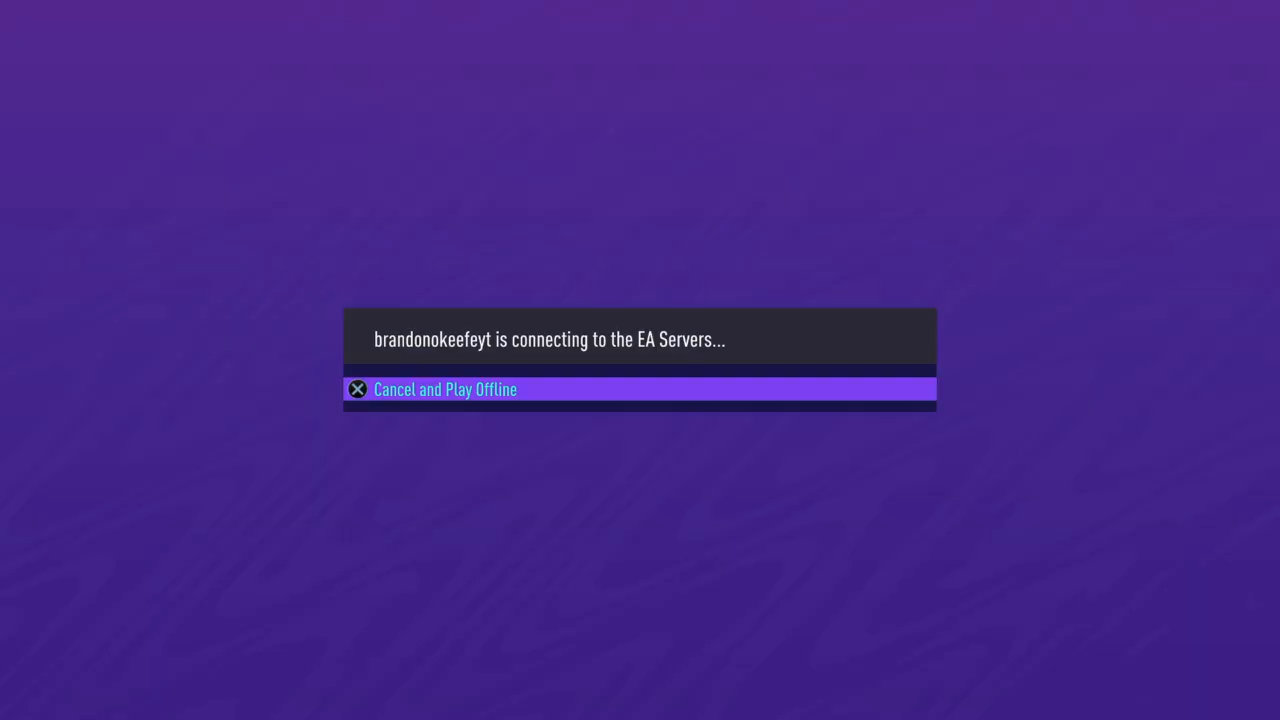 brandonokeefeyt is connecting to the EA Servers...
Cancel and Play Offline